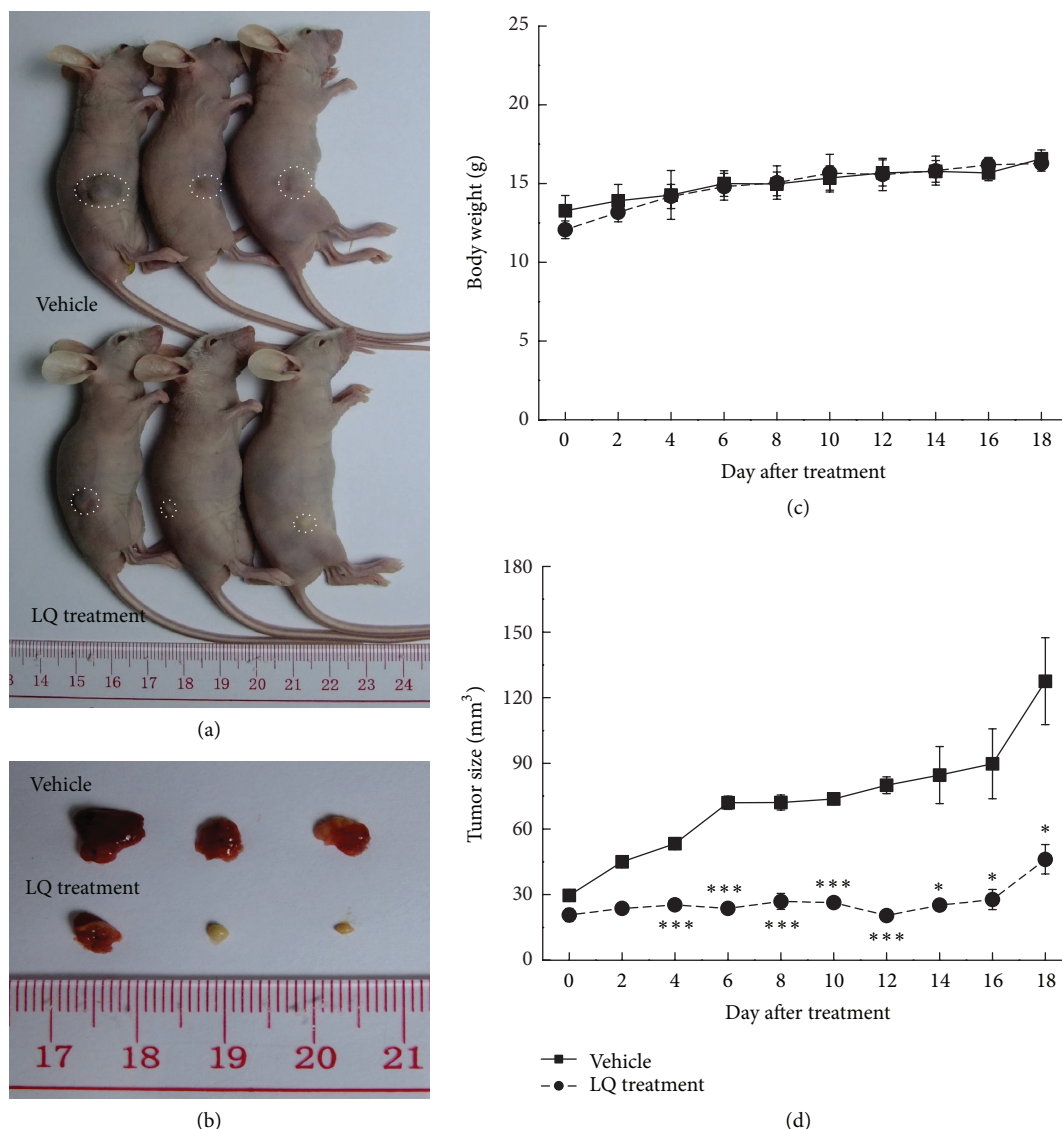 Vehicle
LQ treatment
3 14 15 16 17 18 19 20 21 22 23 24
(a)
Vehicle
LQ treatment
17 18 19 20 21
(b)
25
20
15
10
5
0
Body weight (g)
0 2 4 6 8 10 12 14 16 18
Day after treatment
(c)
180
150
120
90
60
30
0
Tumor size (mm³)
*** *** *** *** *** * * *
0 2 4 6 8 10 12 14 16 18
Day after treatment
Vehicle
LQ treatment
(d)